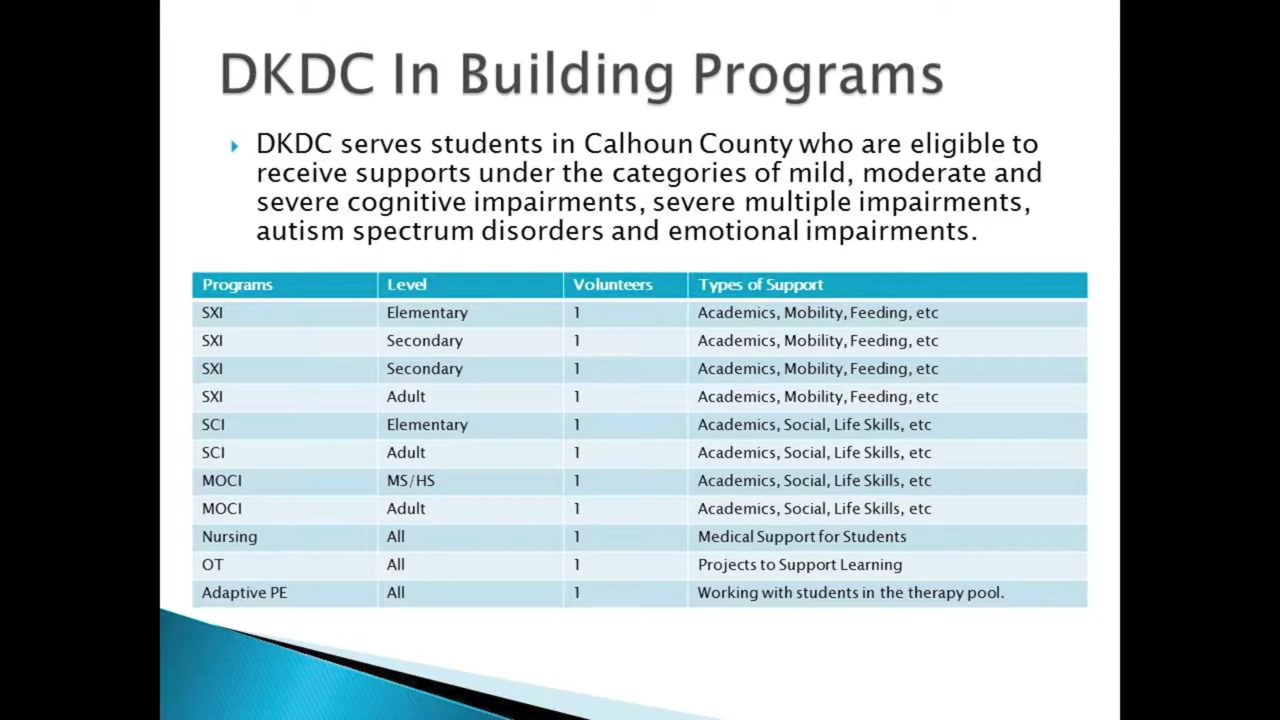 DKDC In Building Programs
DKDC serves students in Calhoun County who are eligible to
receive supports under the categories of mild, moderate and
severe cognitive impairments, severe multiple impairments,
autism spectrum disorders and emotional impairments.
Programs Level Volunteers Types of Support
SXI Elementary 1 Academics, Mobility, Feeding, etc
SXI Secondary 1 Academics, Mobility, Feeding, etc
SXI Secondary 1 Academics, Mobility, Feeding, etc
SXI Adult 1 Academics, Mobility, Feeding, etc
SCI Elementary 1 Academics, Social, Life Skills, etc
SCI Adult 1 Academics, Social, Life Skills, etc
MOCI MS/HS 1 Academics, Social, Life Skills, etc
MOCI Adult 1 Academics, Social, Life Skills, etc
Nursing All 1 Medical Support for Students
OT All 1 Projects to Support Learning
Adaptive PE All 1 Working with students in the therapy pool.